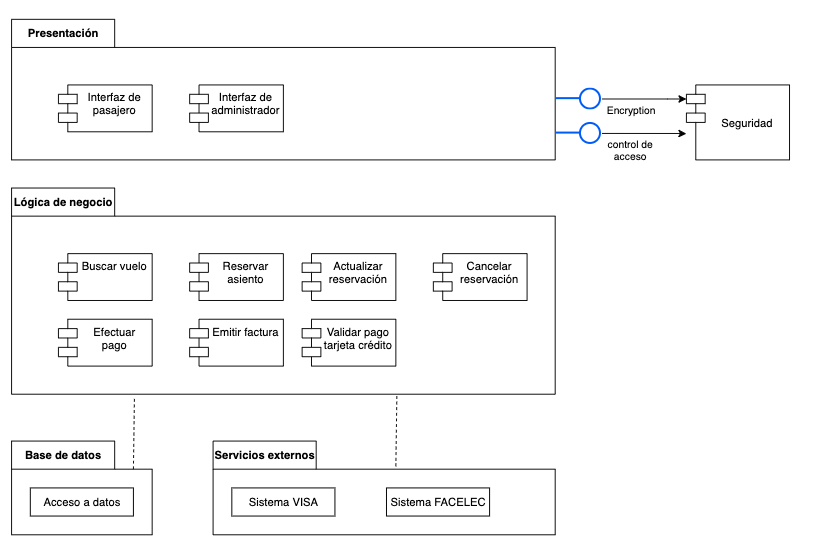 Presentación
Interfaz de
pasajero
Interfaz de
administrador
Encryption
control de
acceso
Seguridad
Lógica de negocio
Buscar vuelo
Reservar
asiento
Actualizar
reservación
Cancelar
reservación
Efectuar
pago
Emitir factura
Validar pago
tarjeta crédito
Base de datos
Acceso a datos
Servicios externos
Sistema VISA
Sistema FACELEC